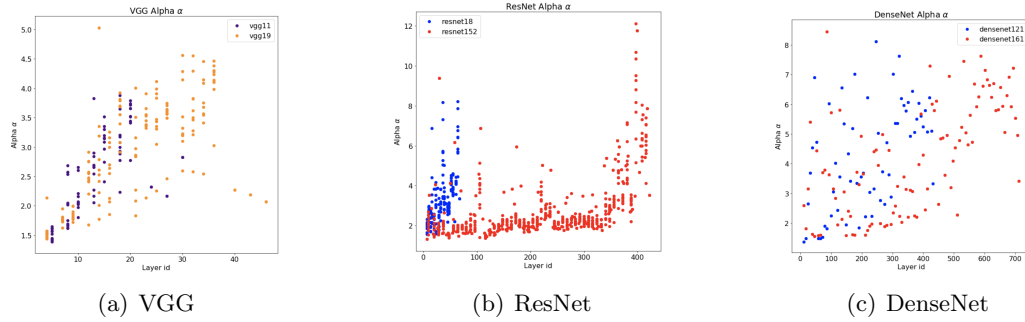 VGG Alpha α
vgg11
vgg19
5.0
4.5
4.0
3.5
3.0
2.5
2.0
1.5
Alpha α
10
20
30
40
Layer id
(a) VGG
ResNet Alpha α
resnet18
resnet152
12
10
8
6
4
2
Alpha α
0
100
200
300
400
Layer id
(b) ResNet
DenseNet Alpha α
densenet121
densenet161
8
7
6
5
4
3
2
Alpha α
0
100
200
300
400
500
600
700
Layer id
(c) DenseNet